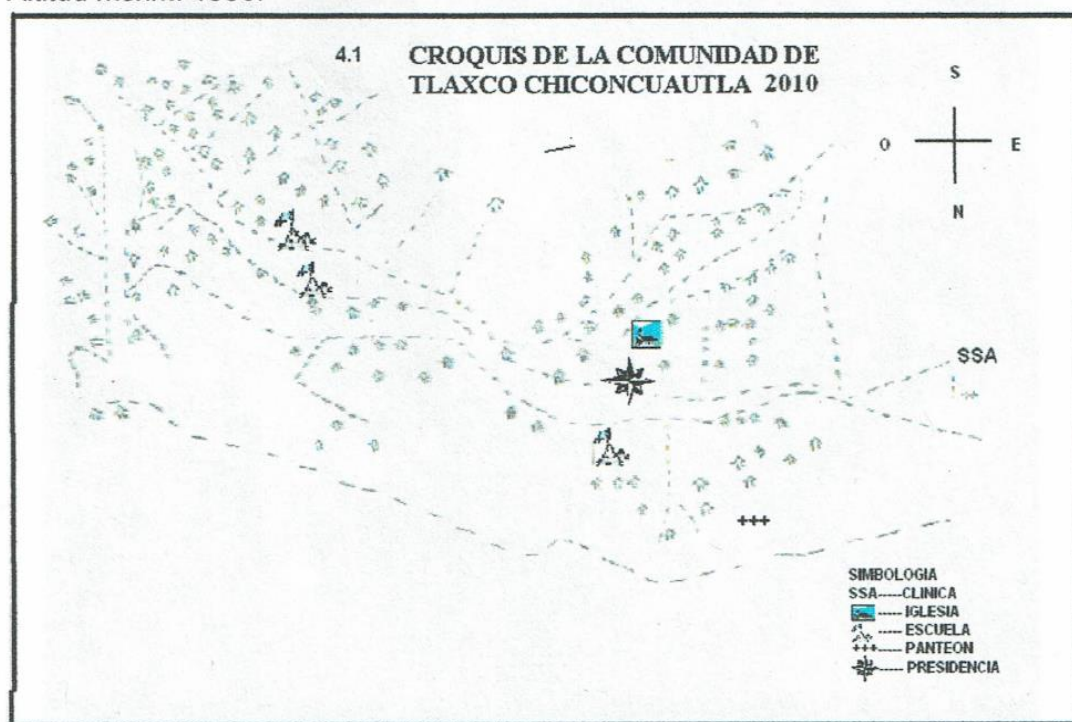 4.1 CROQUIS DE LA COMUNIDAD DE
TLAXCO CHICONCUAUTLA 2010
S
O E
N
SSA
SIMBOLOGIA
SSA-----CLINICA
----- IGLESIA
----- ESCUELA
+++----- PANTEON
----- PRESIDENCIA